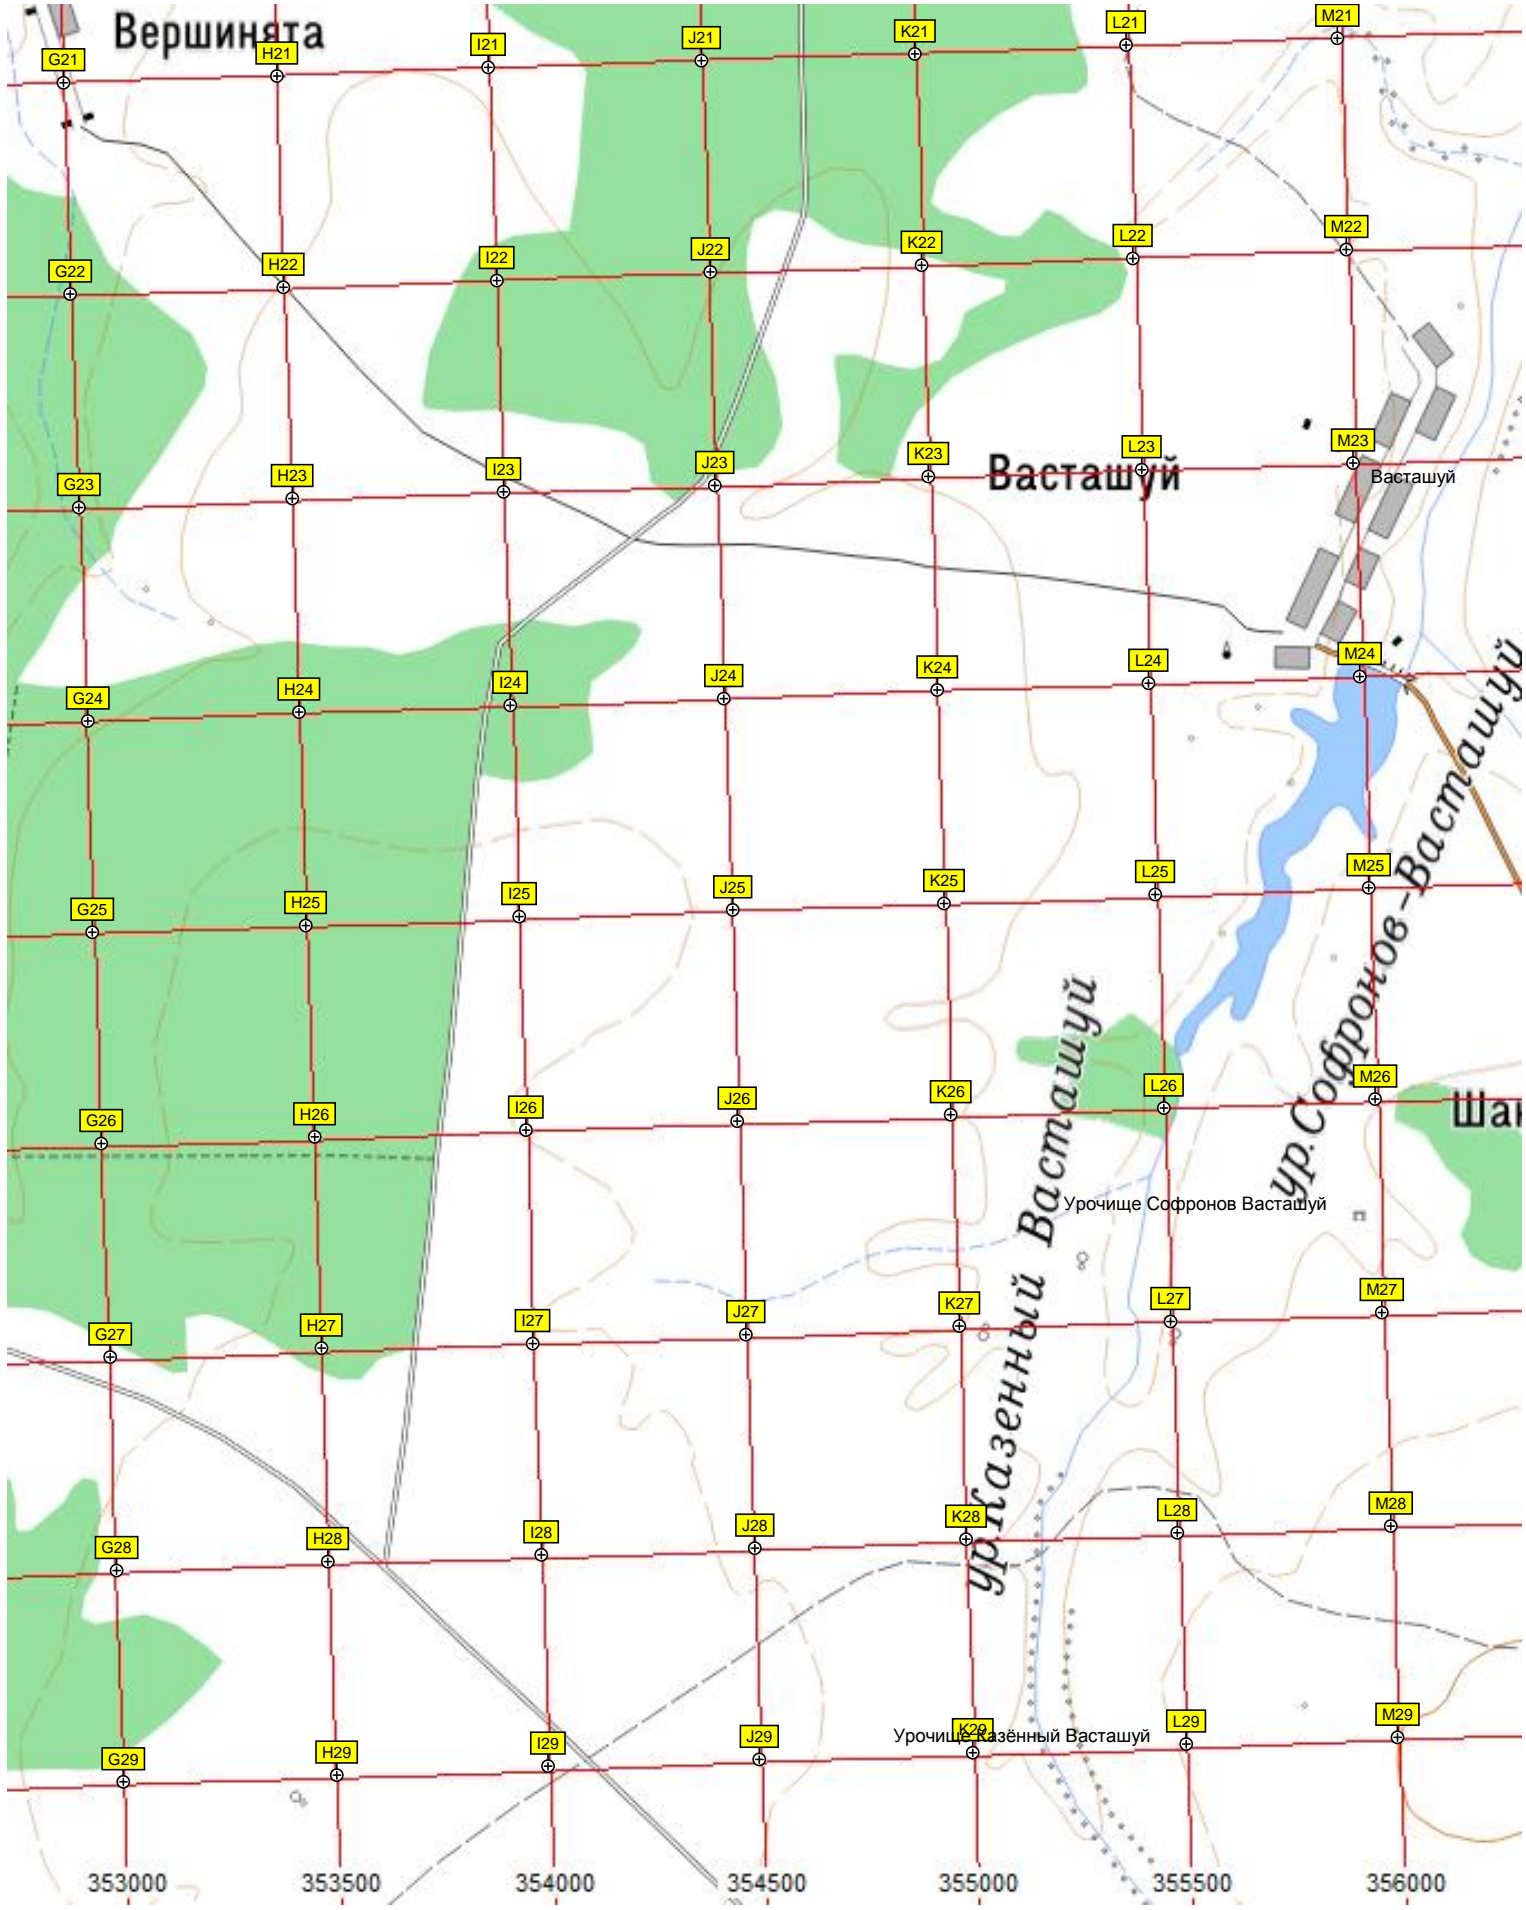 Вершинята
G21 H21 I21 J21 K21 L21 M21
G22 H22 I22 J22 K22 L22 M22
G23 H23 I23 J23 K23 L23 M23
Васташуй
Васташуй
G24 H24 I24 J24 K24 L24 M24
ур.Софронов-Васташуй
G25 H25 I25 J25 K25 L25 M25
G26 H26 I26 J26 K26 L26 M26
ур.Казенный Васташуй
Урочище Софронов Васташуй
G27 H27 I27 J27 K27 L27 M27
G28 H28 I28 J28 K28 L28 M28
G29 H29 I29 J29 K29 L29 M29
Урочище Казённый Васташуй
353000 353500 354000 354500 355000 355500 356000